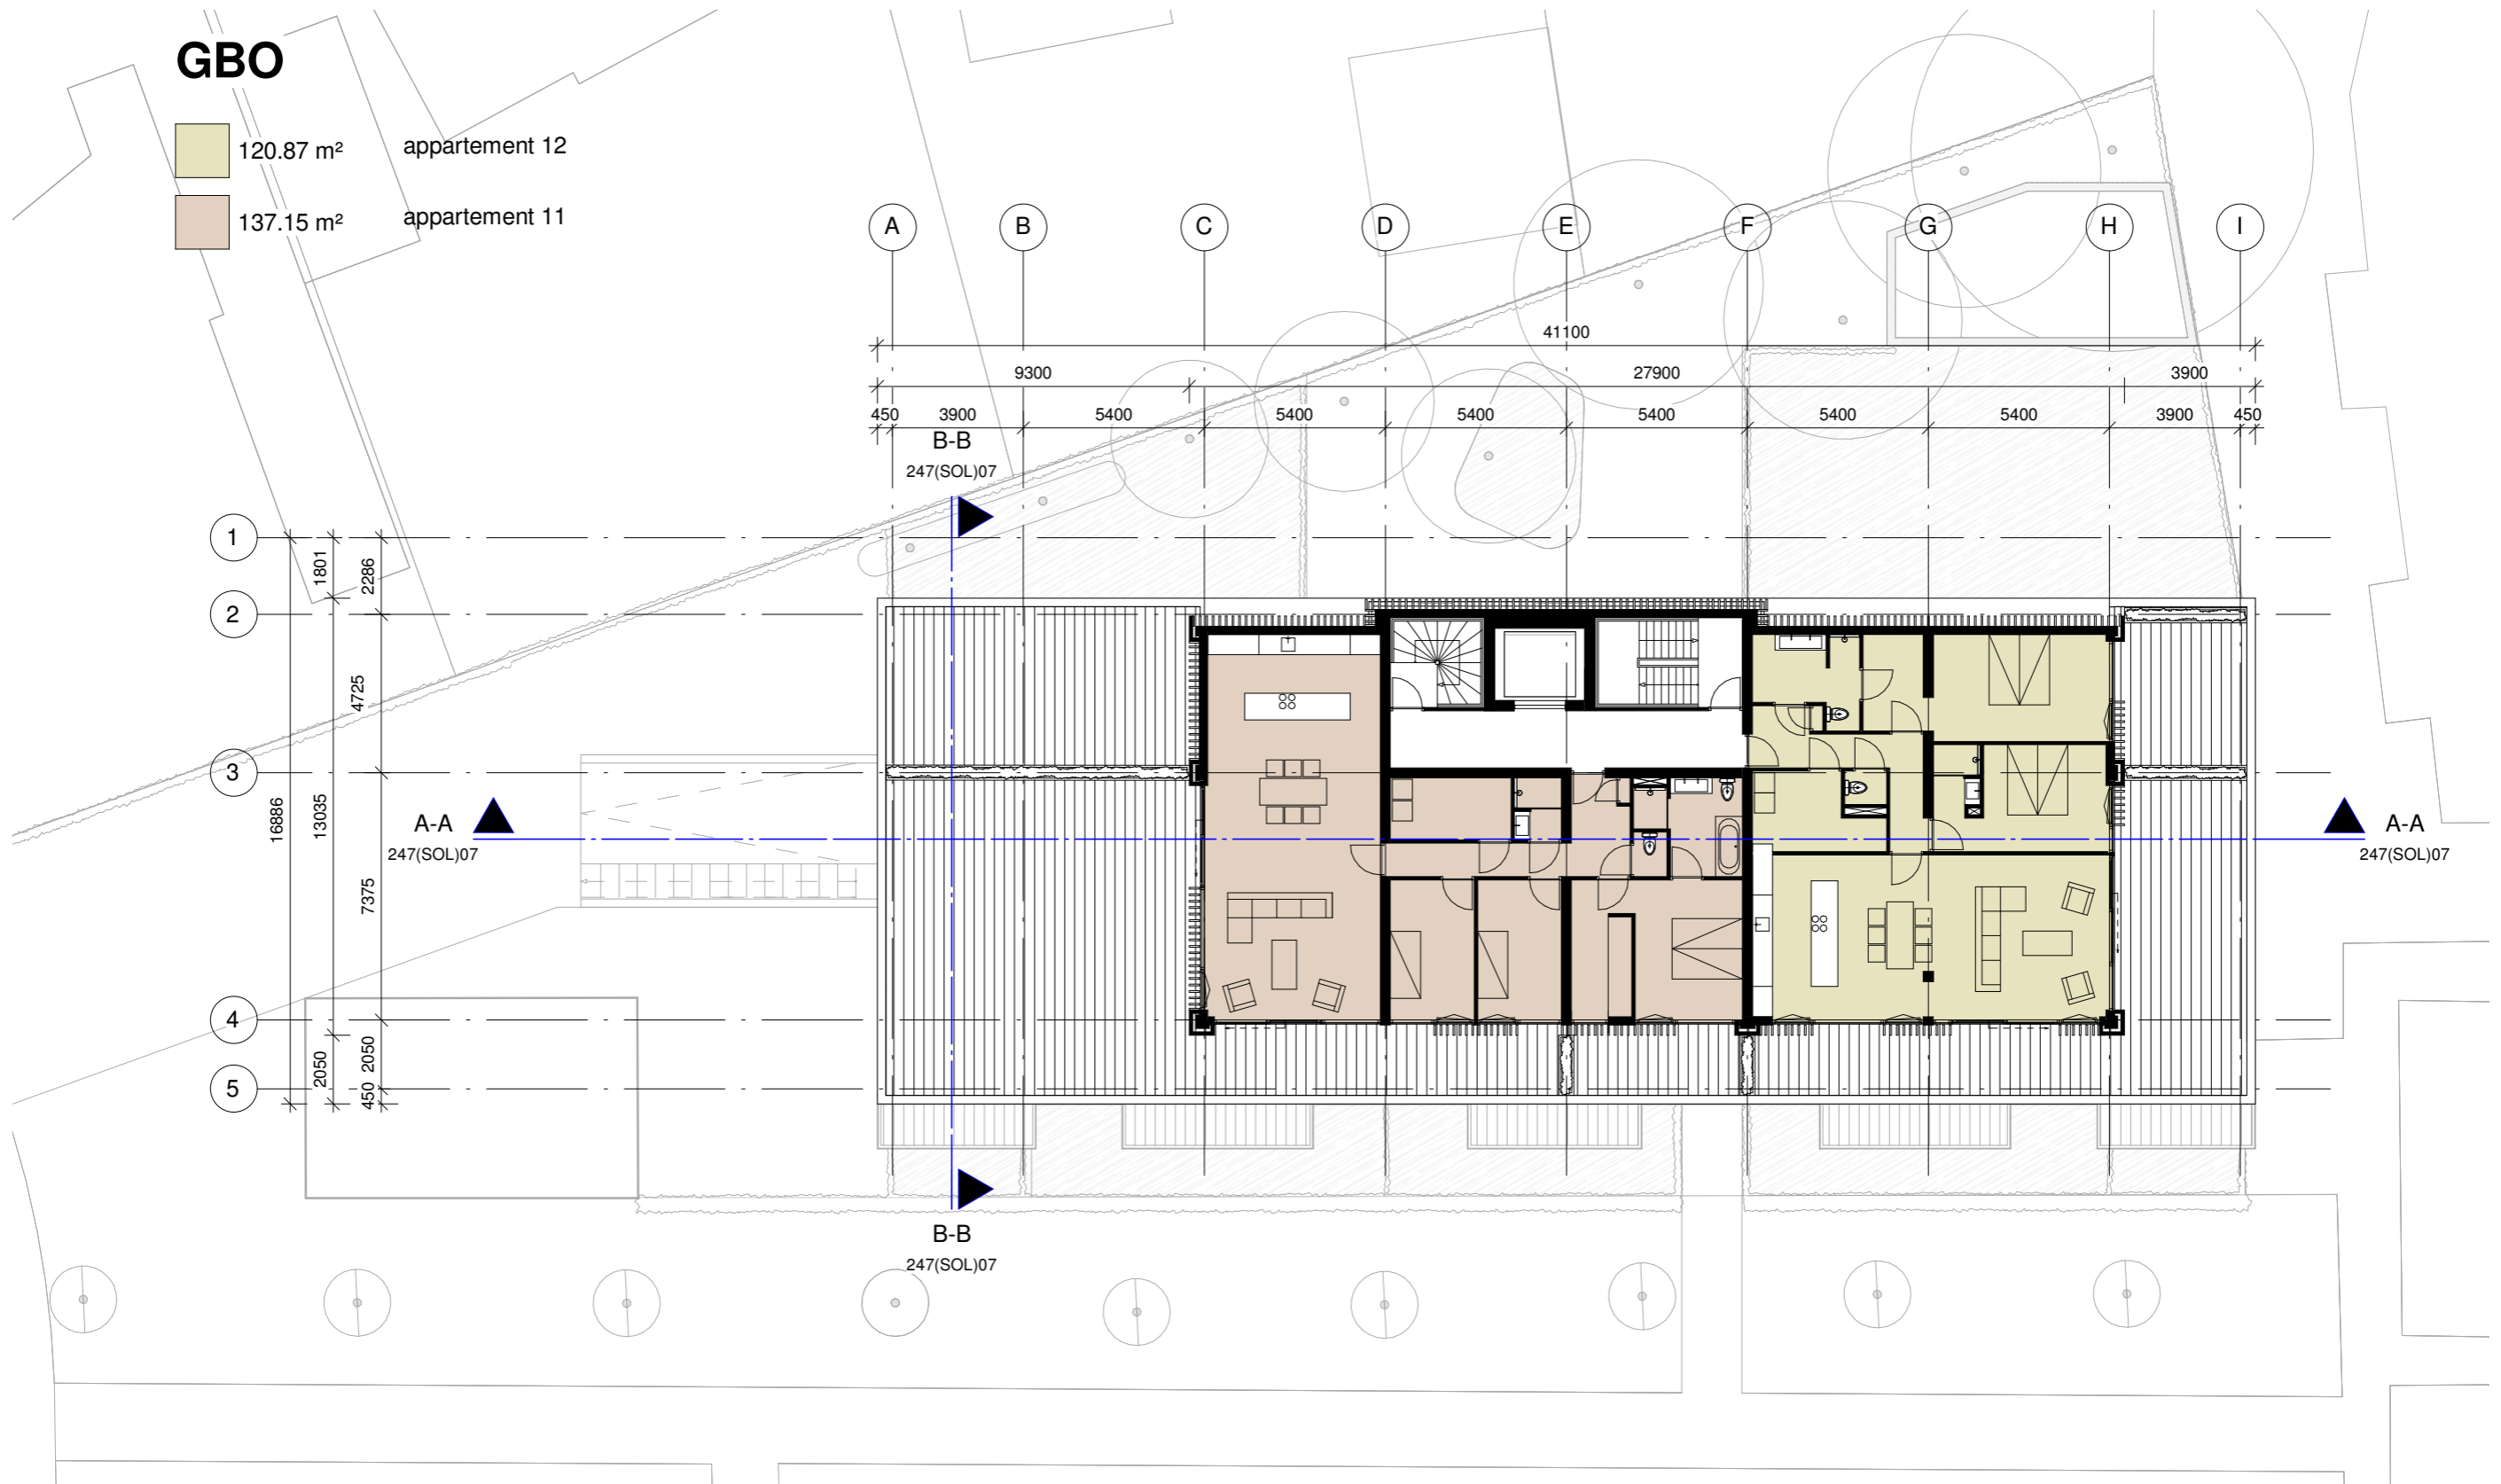 GBO
120.87 m² appartement 12
137.15 m² appartement 11
A B C D E F G H I
41100
9300 27900 3900
450 3900 5400 5400 5400 5400 5400 5400 3900 450
B-B
247(SOL)07
1
2
3
4
5
1801
2286
4725
16886
13035
7375
2050
2050
450
A-A
247(SOL)07
A-A
247(SOL)07
B-B
247(SOL)07